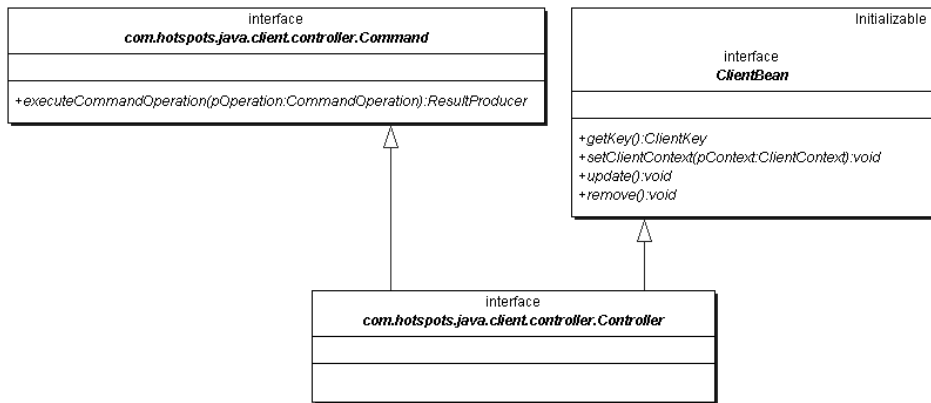 interface
com.hotspots.java.client.controller.Command
+executeCommandOperation(pOperation:CommandOperation):ResultProducer
Initializable
interface
ClientBean
+getKey():ClientKey
+setClientContext(pContext:ClientContext):void
+update():void
+remove():void
interface
com.hotspots.java.client.controller.Controller